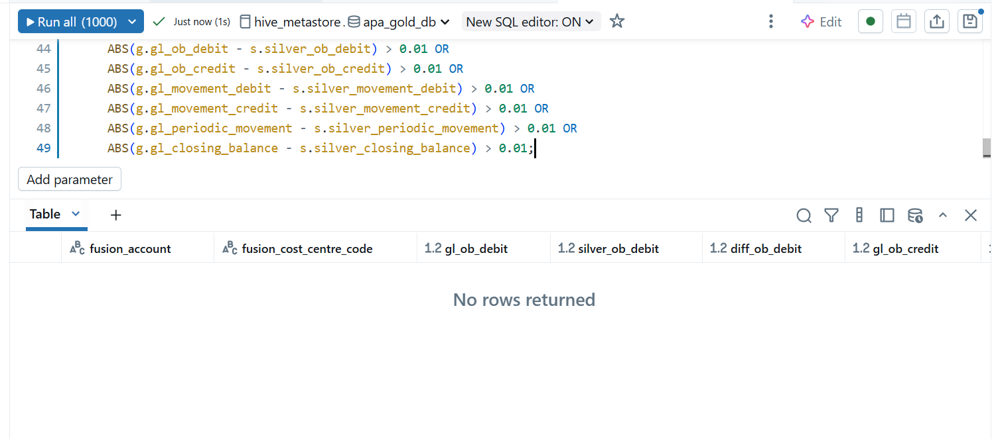 Run all (1000) Just now (1s) hive_metastore. apa_gold_db New SQL editor: ON Edit
44 ABS(g.gl_ob_debit - s.silver_ob_debit) > 0.01 OR
45 ABS(g.gl_ob_credit - s.silver_ob_credit) > 0.01 OR
46 ABS(g.gl_movement_debit - s.silver_movement_debit) > 0.01 OR
47 ABS(g.gl_movement_credit - s.silver_movement_credit) > 0.01 OR
48 ABS(g.gl_periodic_movement - s.silver_periodic_movement) > 0.01 OR
49 ABS(g.gl_closing_balance - s.silver_closing_balance) > 0.01;
Add parameter
Table +
ABC fusion_account ABC fusion_cost_centre_code 1.2 gl_ob_debit 1.2 silver_ob_debit 1.2 diff_ob_debit 1.2 gl_ob_credit
No rows returned